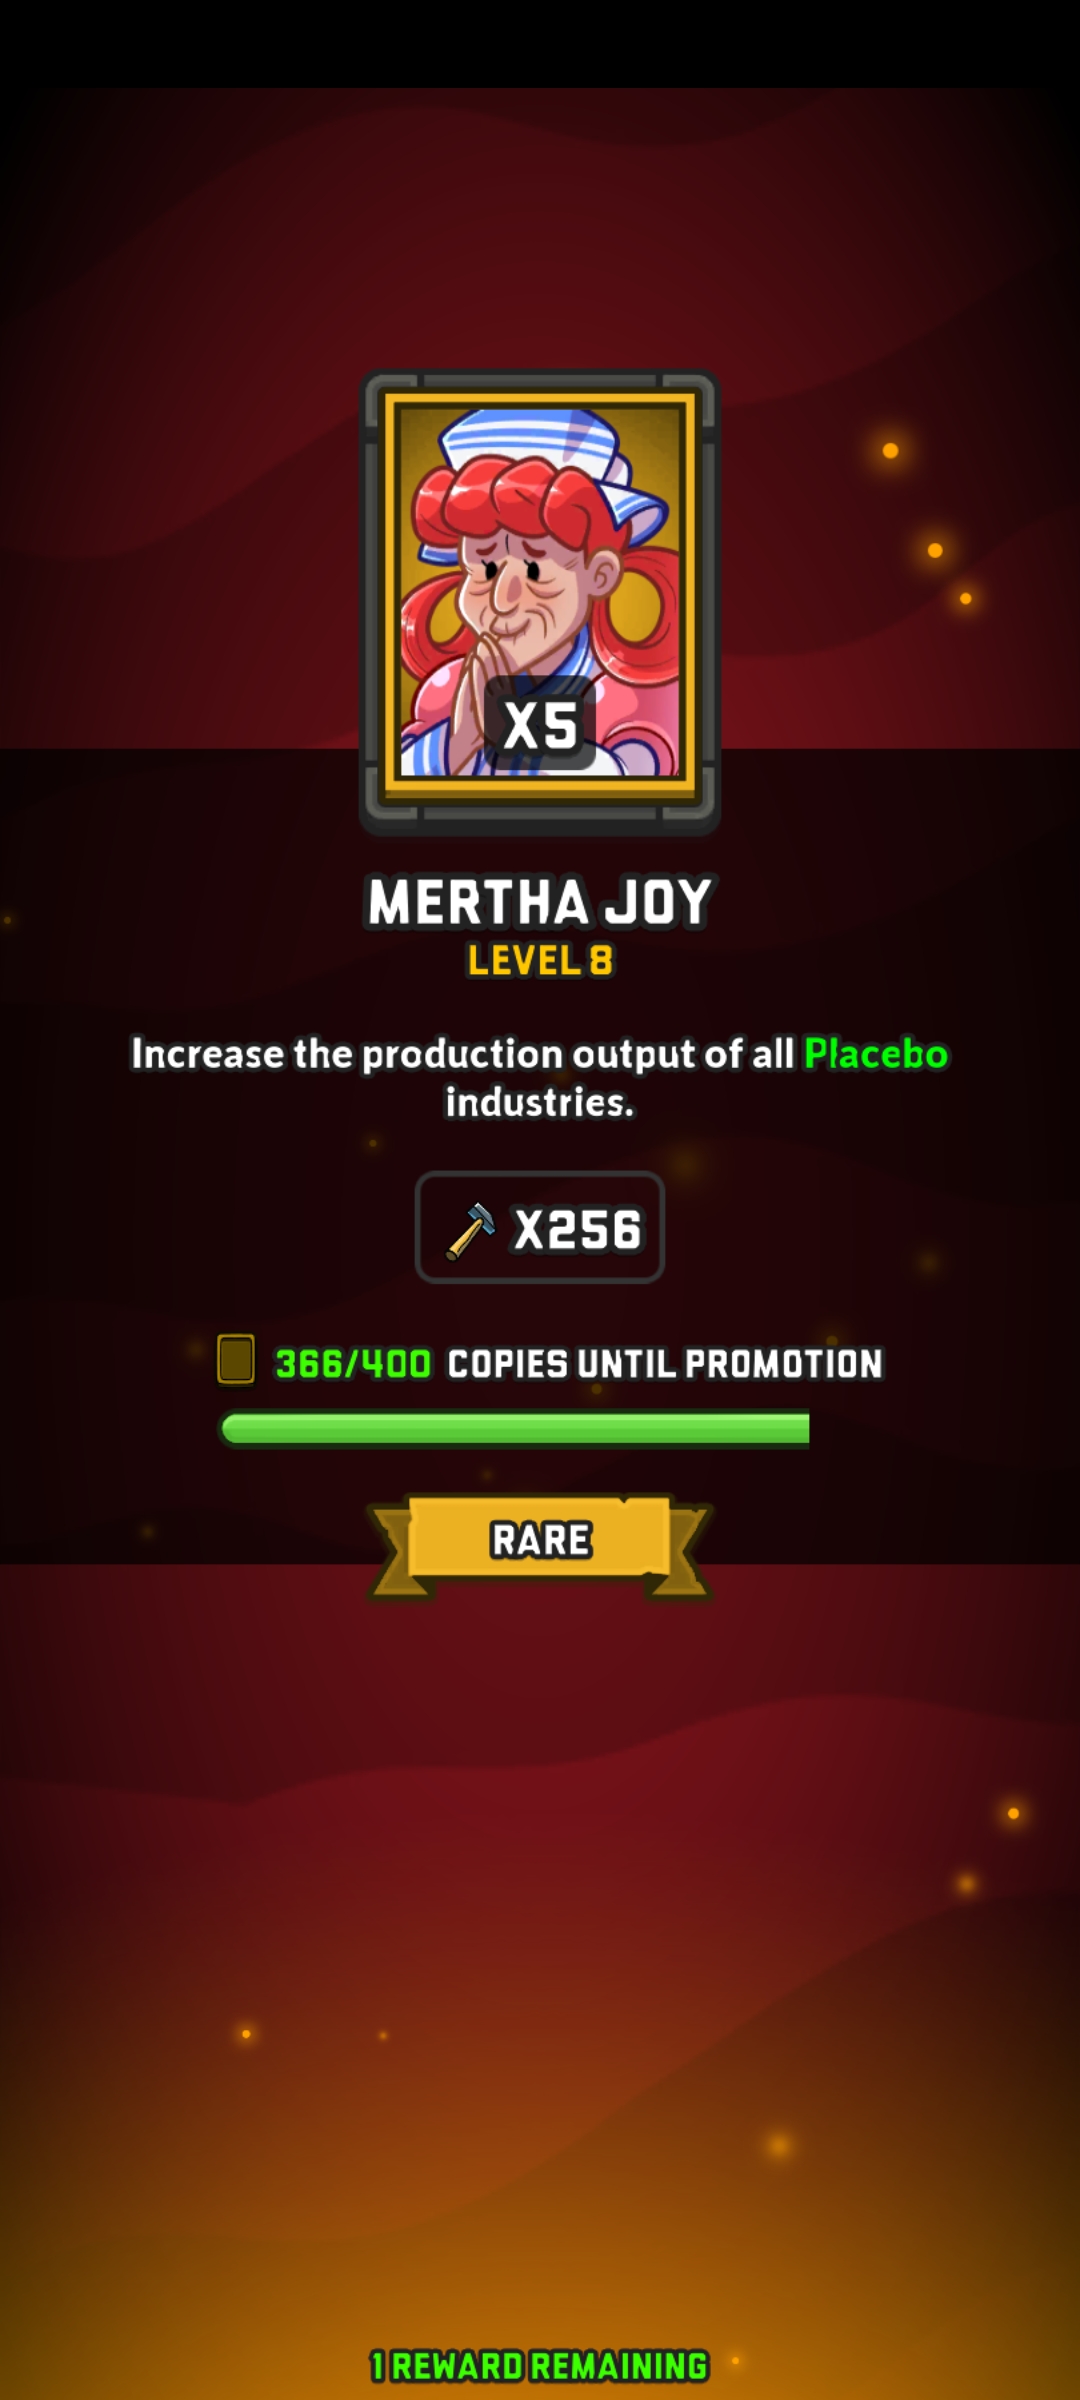 X5
MERTHA JOY
LEVEL 8
Increase the production output of all Placebo
industries.
X256
366/400 COPIES UNTIL PROMOTION
RARE
1 REWARD REMAINING